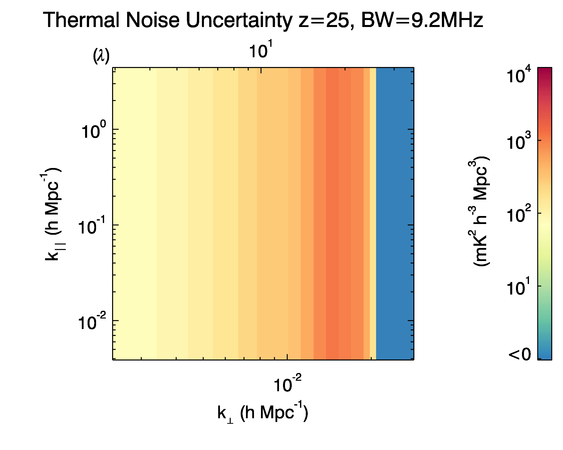 Thermal Noise Uncertainty z=25, BW=9.2MHz
(λ) 10¹
10⁰
10⁻¹
10⁻²
k|| (h Mpc⁻¹)
10⁻²
k⊥ (h Mpc⁻¹)
10⁴
10³
10²
10¹
<0
(mK² h⁻³ Mpc³)